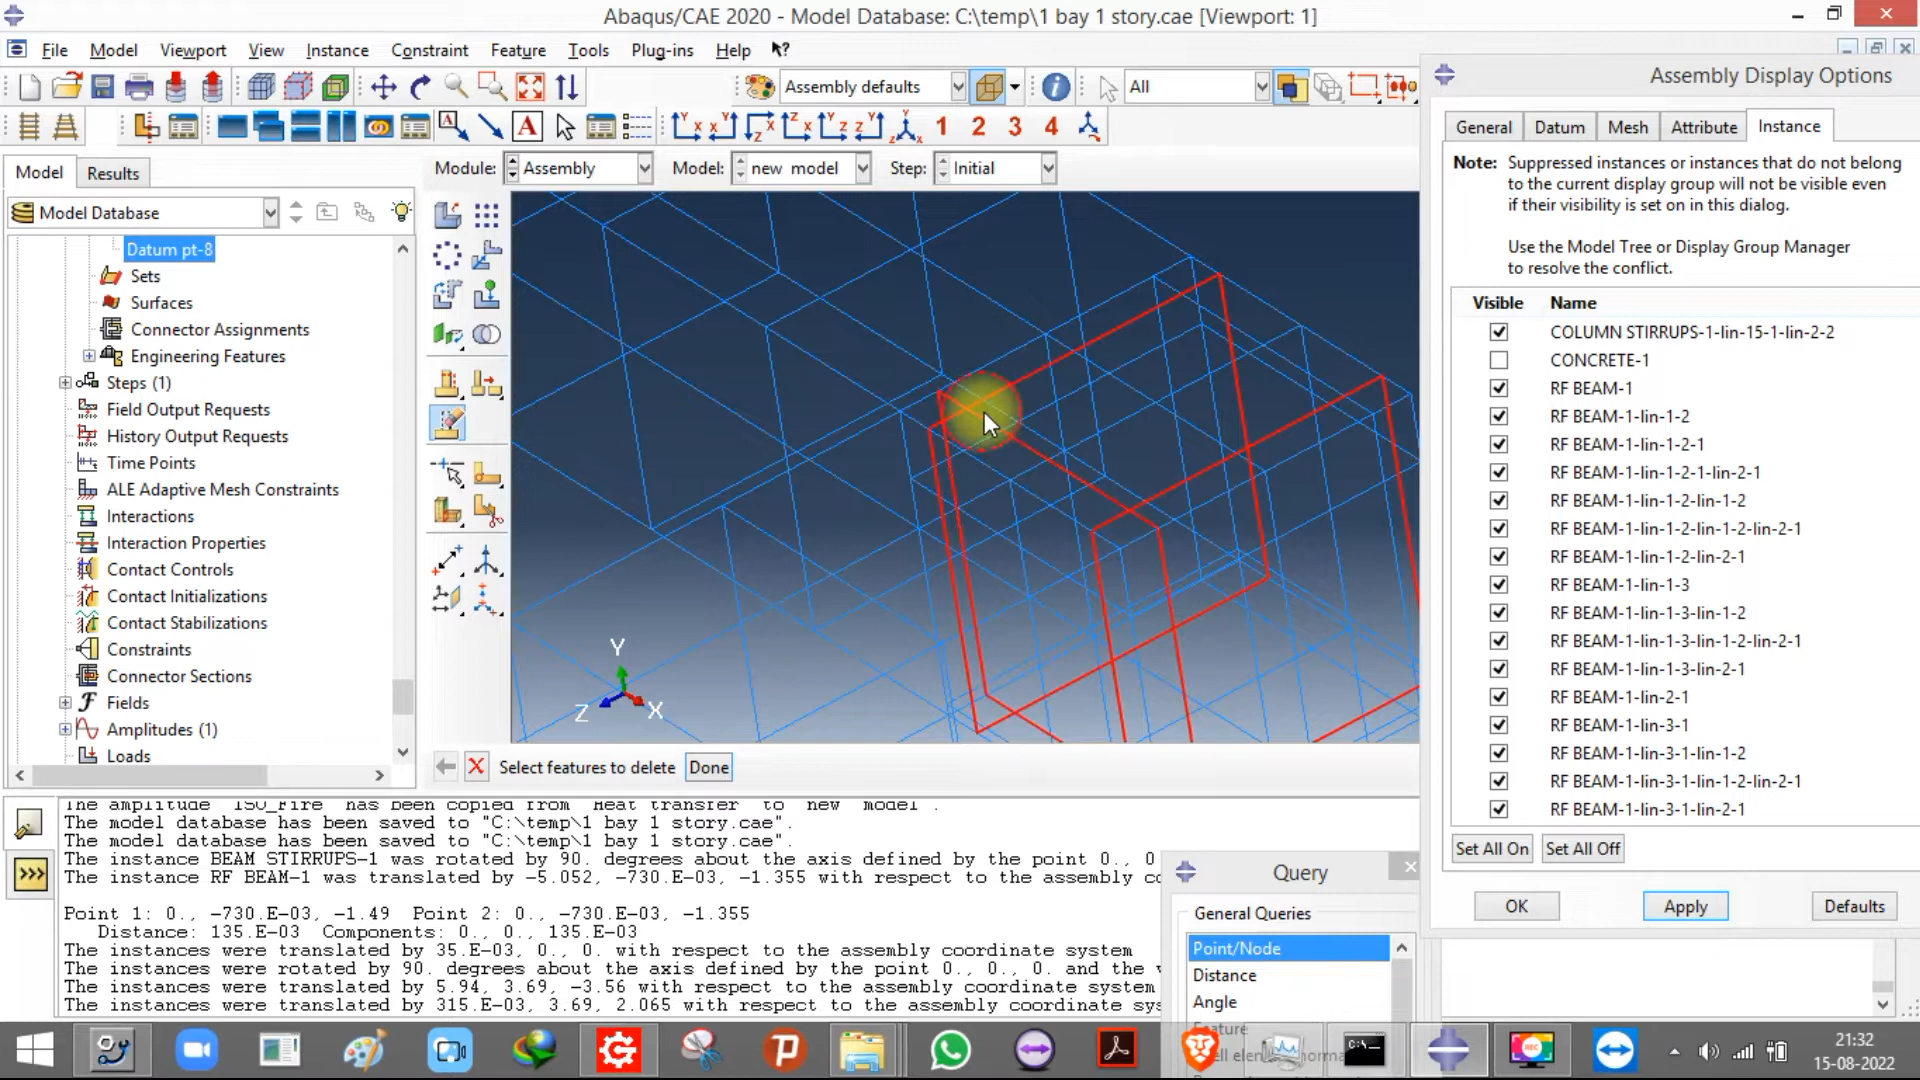 Abaqus/CAE 2020 - Model Database: C:\temp\1 bay 1 story.cae [Viewport: 1]
File Model Viewport View Instance Constraint Feature Tools Plug-ins Help
Assembly defaults
All
1 2 3 4
Model Results
Module: Assembly Model: new model Step: Initial
Model Database
Datum pt-8
Sets
Surfaces
Connector Assignments
Engineering Features
Steps (1)
Field Output Requests
History Output Requests
Time Points
ALE Adaptive Mesh Constraints
Interactions
Interaction Properties
Contact Controls
Contact Initializations
Contact Stabilizations
Constraints
Connector Sections
Fields
Amplitudes (1)
Loads
Y
Z
X
Select features to delete Done
The amplitude "ISO_Fire" has been copied from "Heat transfer" to "new model".
The model database has been saved to "C:\temp\1 bay 1 story.cae".
The model database has been saved to "C:\temp\1 bay 1 story.cae".
The instance BEAM STIRRUPS-1 was rotated by 90. degrees about the axis defined by the point 0., 0
The instance RF BEAM-1 was translated by -5.052, -730.E-03, -1.355 with respect to the assembly co
Point 1: 0., -730.E-03, -1.49 Point 2: 0., -730.E-03, -1.355
Distance: 135.E-03 Components: 0., 0., 135.E-03
The instances were translated by 35.E-03, 0., 0. with respect to the assembly coordinate system
The instances were rotated by 90. degrees about the axis defined by the point 0., 0., 0. and the v
The instances were translated by 5.94, 3.69, -3.56 with respect to the assembly coordinate system
The instances were translated by 315.E-03, 3.69, 2.065 with respect to the assembly coordinate sys
Assembly Display Options
General Datum Mesh Attribute Instance
Note: Suppressed instances or instances that do not belong
to the current display group will not be visible even
if their visibility is set on in this dialog.
Use the Model Tree or Display Group Manager
to resolve the conflict.
Visible Name
COLUMN STIRRUPS-1-lin-15-1-lin-2-2
CONCRETE-1
RF BEAM-1
RF BEAM-1-lin-1-2
RF BEAM-1-lin-1-2-1
RF BEAM-1-lin-1-2-1-lin-2-1
RF BEAM-1-lin-1-2-lin-1-2
RF BEAM-1-lin-1-2-lin-1-2-lin-2-1
RF BEAM-1-lin-1-2-lin-2-1
RF BEAM-1-lin-1-3
RF BEAM-1-lin-1-3-lin-1-2
RF BEAM-1-lin-1-3-lin-1-2-lin-2-1
RF BEAM-1-lin-1-3-lin-2-1
RF BEAM-1-lin-2-1
RF BEAM-1-lin-3-1
RF BEAM-1-lin-3-1-lin-1-2
RF BEAM-1-lin-3-1-lin-1-2-lin-2-1
RF BEAM-1-lin-3-1-lin-2-1
Set All On Set All Off
OK Apply Defaults
Query
General Queries
Point/Node
Distance
Angle
Feature
21:32
15-08-2022